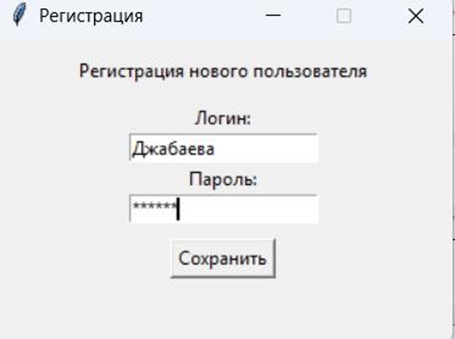 Регистрация
Регистрация нового пользователя
Логин:
Джабаева
Пароль:
******
Сохранить